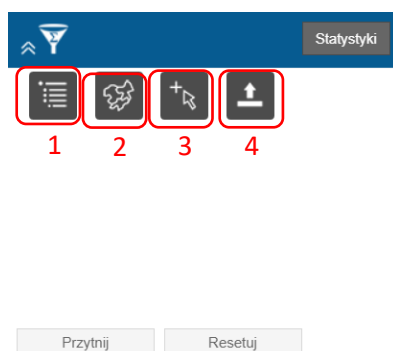 Σ
Statystyki
1 2 3 4
Przytnij Resetuj